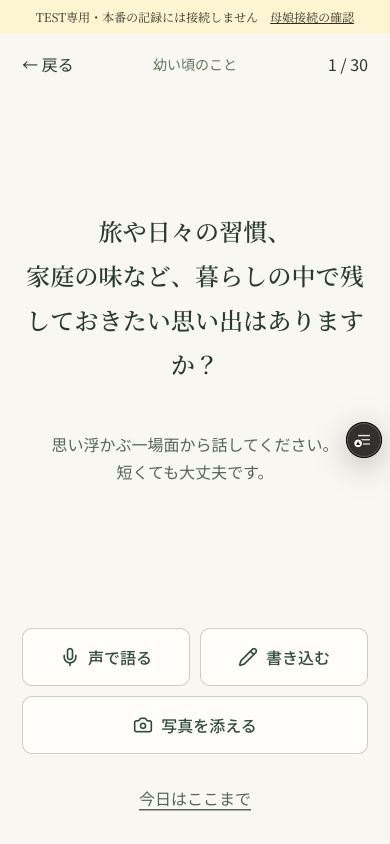 TEST専用・本番の記録には接続しません 母娘接続の確認
← 戻る 幼い頃のこと 1 / 30
旅や日々の習慣、
家庭の味など、暮らしの中で残
しておきたい思い出はあります
か？
思い浮かぶ一場面から話してください。
短くても大丈夫です。
声で語る 書き込む
写真を添える
今日はここまで